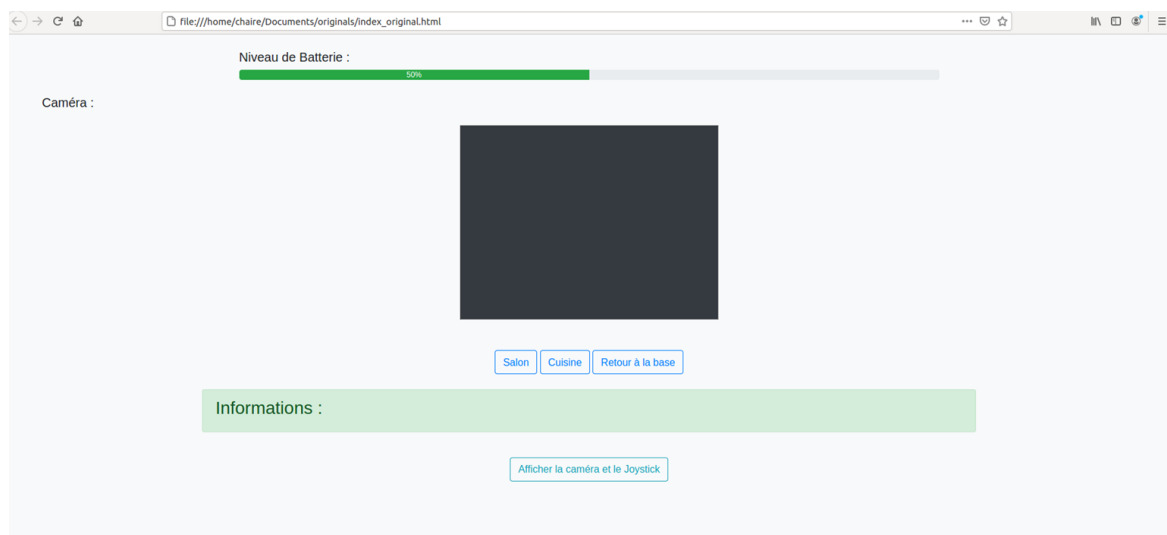 file:///home/chaire/Documents/originals/index_original.html
Niveau de Batterie :
50%
Caméra :
Salon Cuisine Retour à la base
Informations :
Afficher la caméra et le Joystick